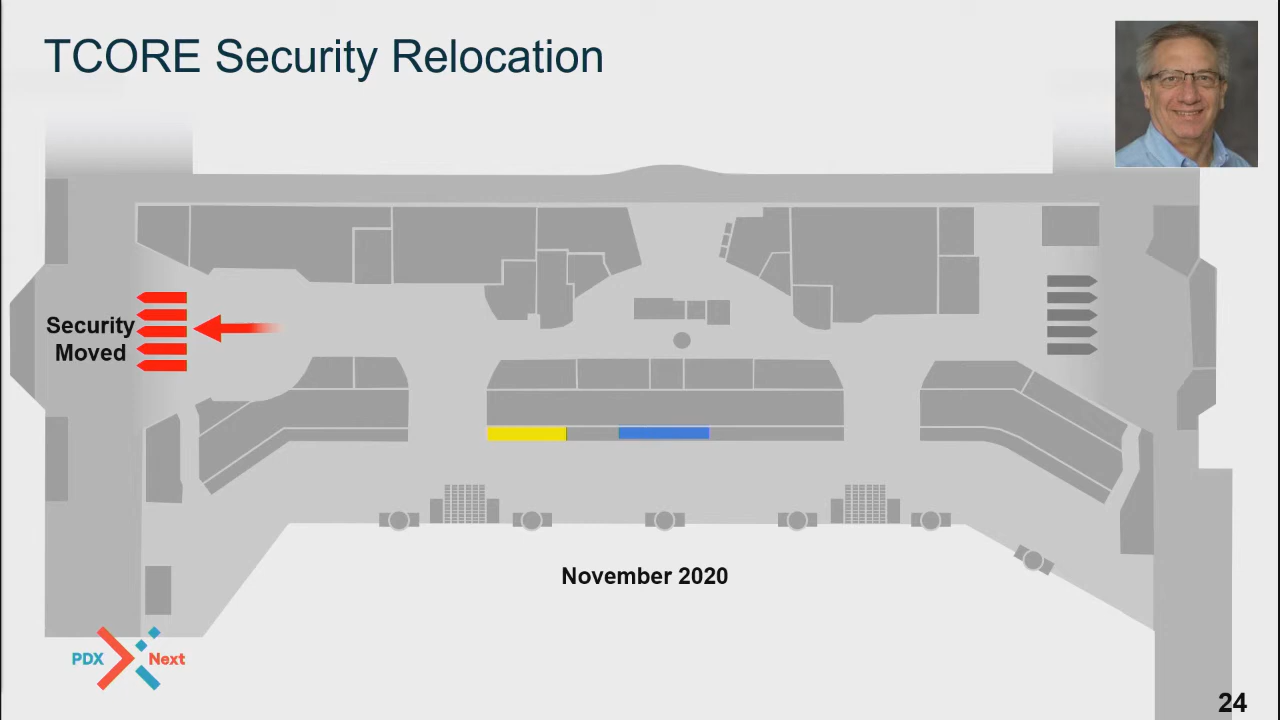 TCORE Security Relocation
Security
Moved
November 2020
PDX Next
24